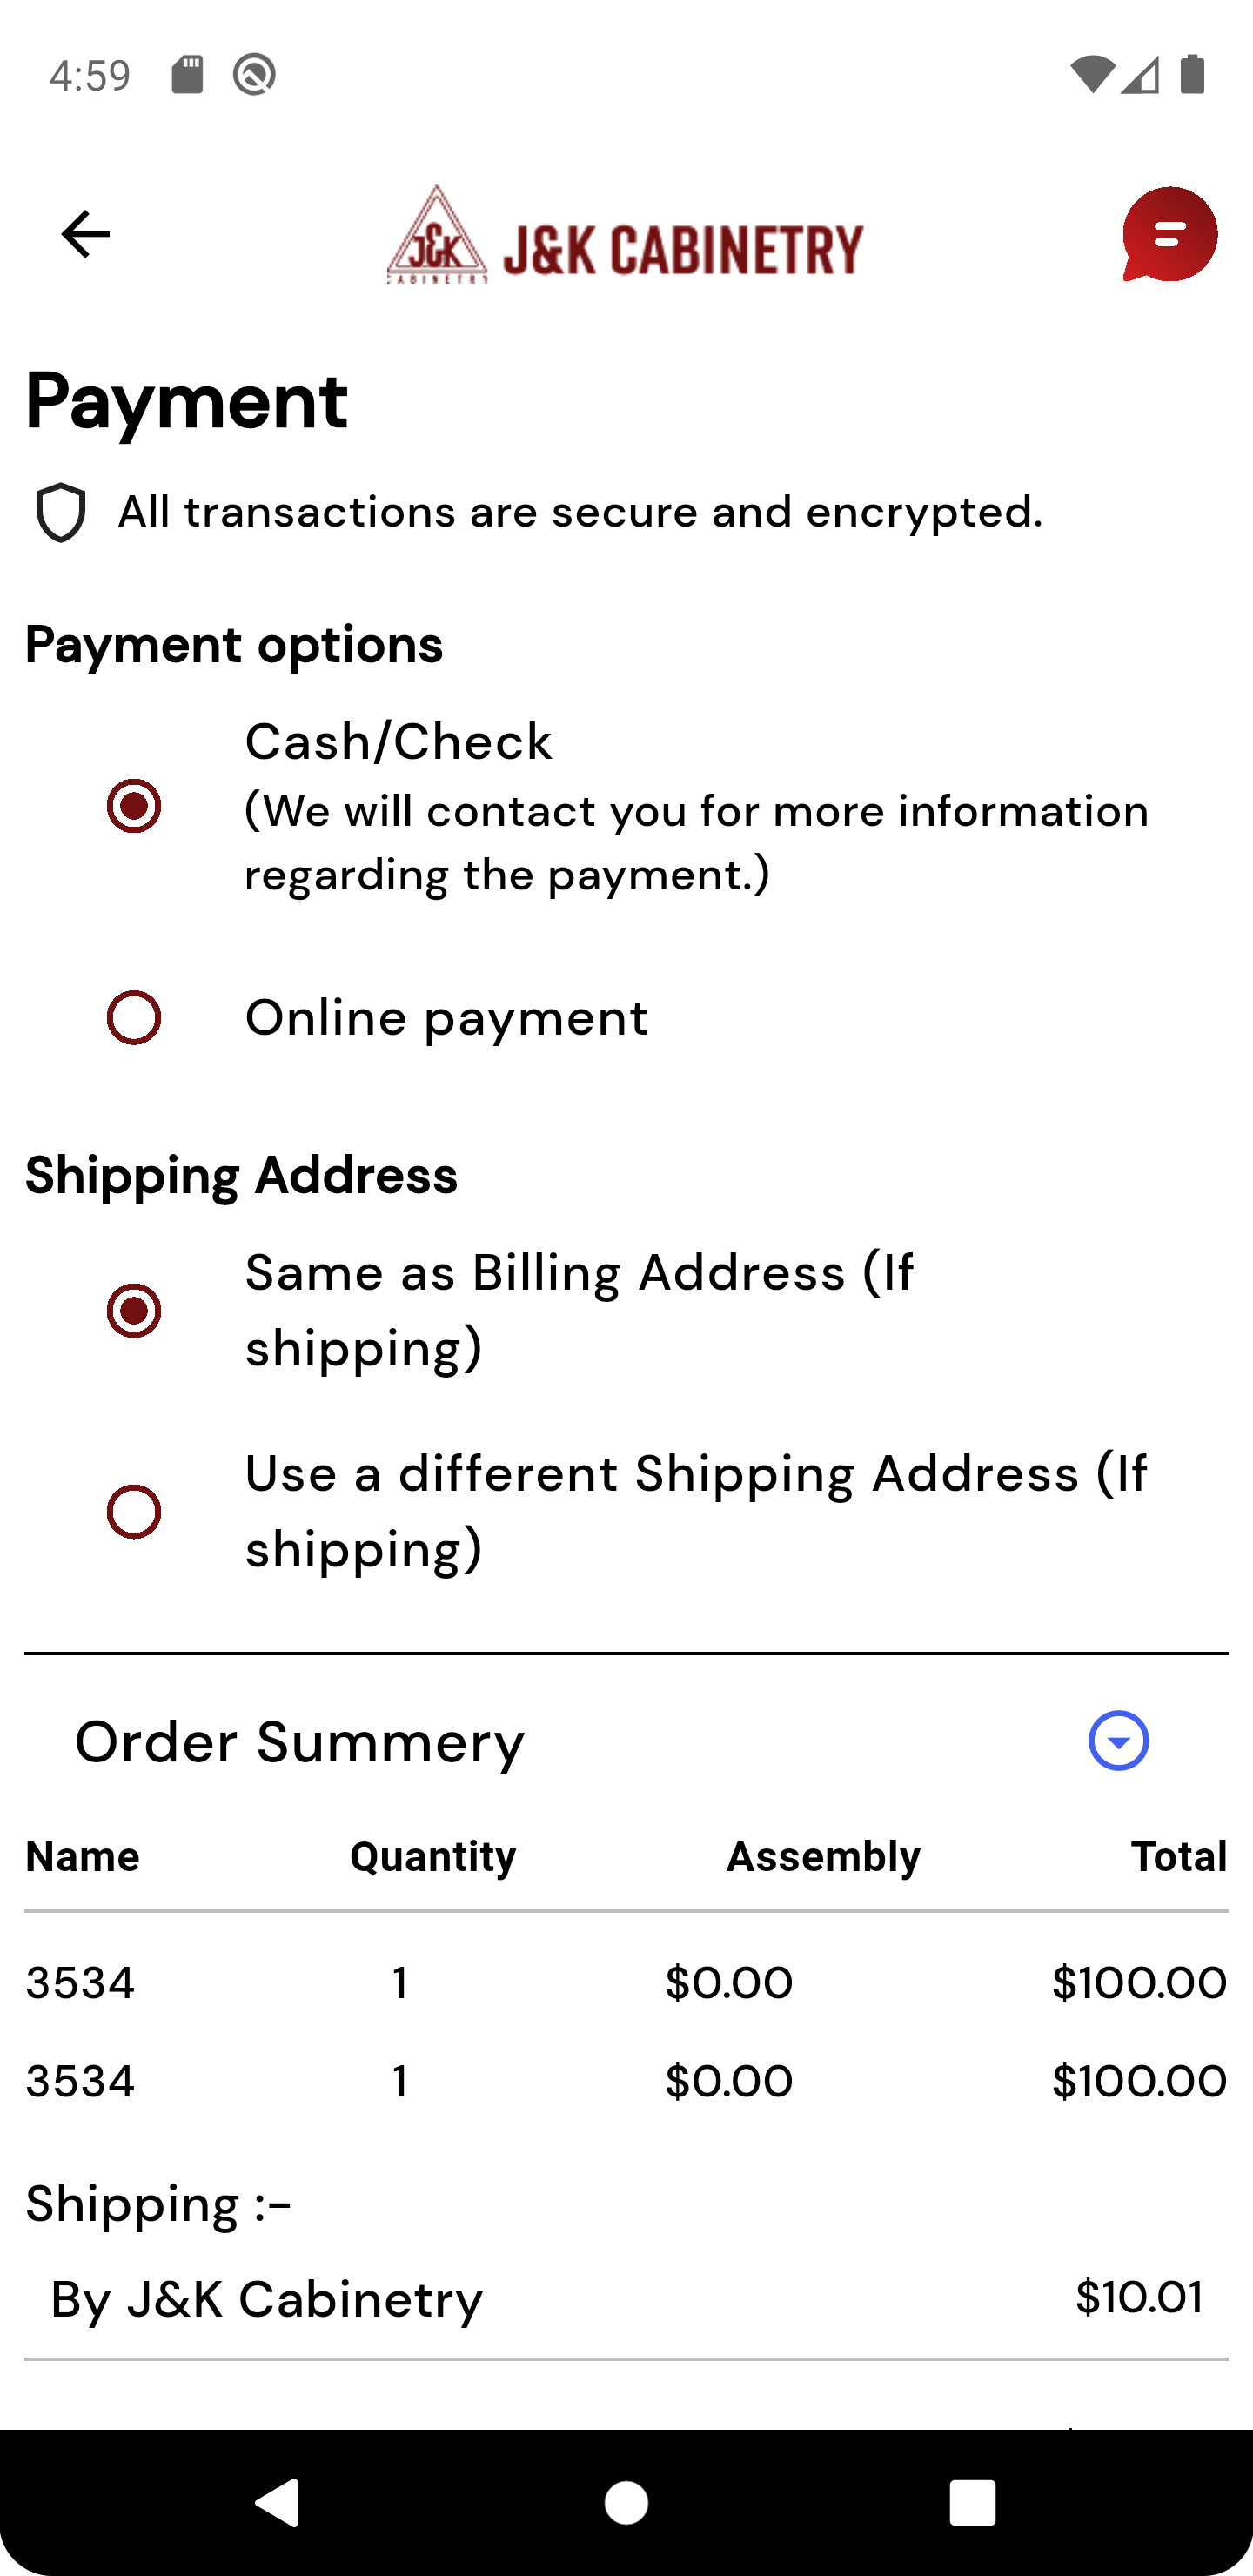 4:59
J&K
CABINETRY
J&K CABINETRY
Payment
All transactions are secure and encrypted.
Payment options
Cash/Check
(We will contact you for more information
regarding the payment.)
Online payment
Shipping Address
Same as Billing Address (If
shipping)
Use a different Shipping Address (If
shipping)
Order Summery
Name Quantity Assembly Total
3534 1 $0.00 $100.00
3534 1 $0.00 $100.00
Shipping :-
By J&K Cabinetry $10.01